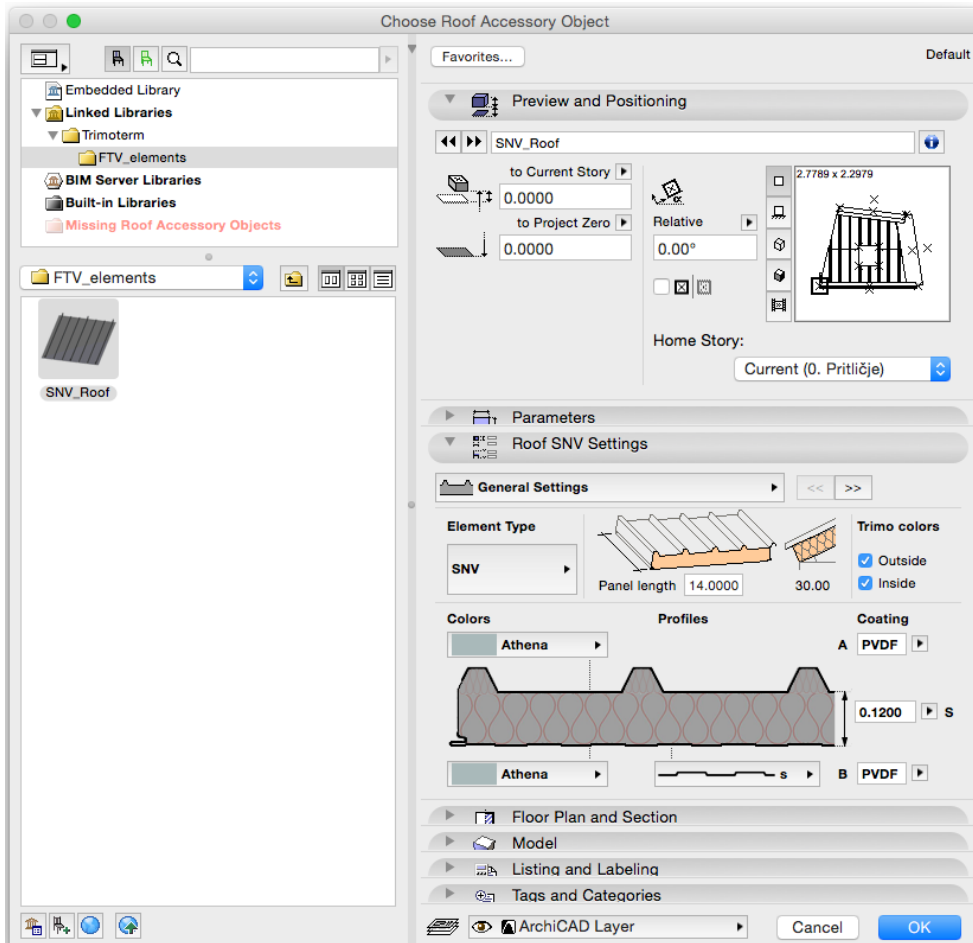 Choose Roof Accessory Object
Embedded Library
Linked Libraries
Trimoterm
FTV_elements
BIM Server Libraries
Built-in Libraries
Missing Roof Accessory Objects
FTV_elements
SNV_Roof
Favorites...
Default
Preview and Positioning
SNV_Roof
to Current Story
0.0000
to Project Zero
0.0000
α
Relative
0.00°
2.7789 x 2.2979
Home Story:
Current (0. Pritličje)
Parameters
Roof SNV Settings
General Settings
<<
>>
Element Type
SNV
Panel length 14.0000
30.00
Trimo colors
Outside
Inside
Colors
Profiles
Coating
Athena
A PVDF
0.1200 S
Athena
s
B PVDF
Floor Plan and Section
Model
Listing and Labeling
Tags and Categories
ArchiCAD Layer
Cancel
OK